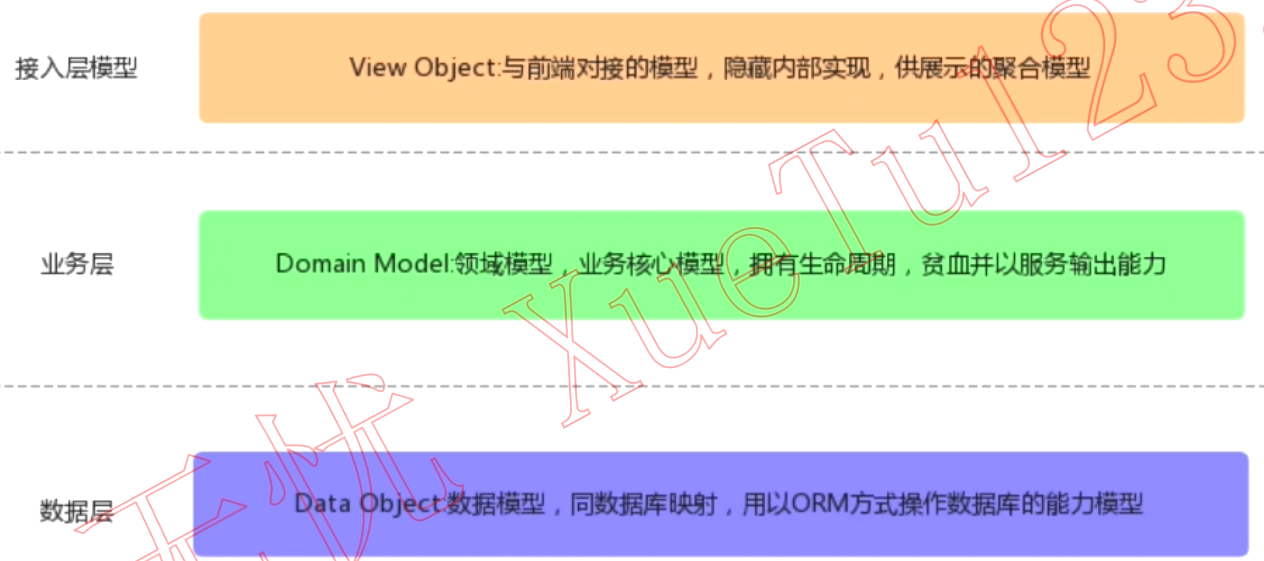 接入层模型
View Object:与前端对接的模型，隐藏内部实现，供展示的聚合模型
业务层
Domain Model:领域模型，业务核心模型，拥有生命周期，贫血并以服务输出能力
数据层
Data Object:数据模型，同数据库映射，用以ORM方式操作数据库的能力模型
无忧 XueTu123